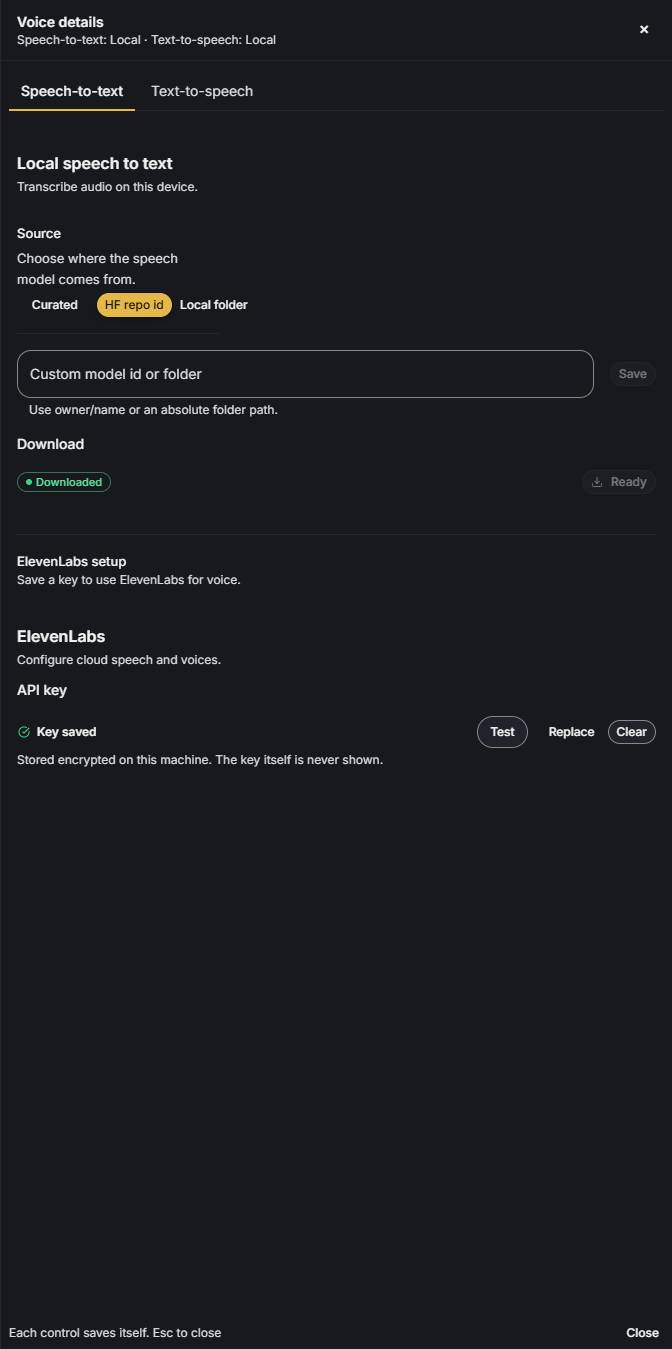 Voice details
Speech-to-text: Local · Text-to-speech: Local
×
Speech-to-text Text-to-speech
Local speech to text
Transcribe audio on this device.
Source
Choose where the speech
model comes from.
Curated HF repo id Local folder
Custom model id or folder Save
Use owner/name or an absolute folder path.
Download
Downloaded Ready
ElevenLabs setup
Save a key to use ElevenLabs for voice.
ElevenLabs
Configure cloud speech and voices.
API key
Key saved Test Replace Clear
Stored encrypted on this machine. The key itself is never shown.
Each control saves itself. Esc to close Close